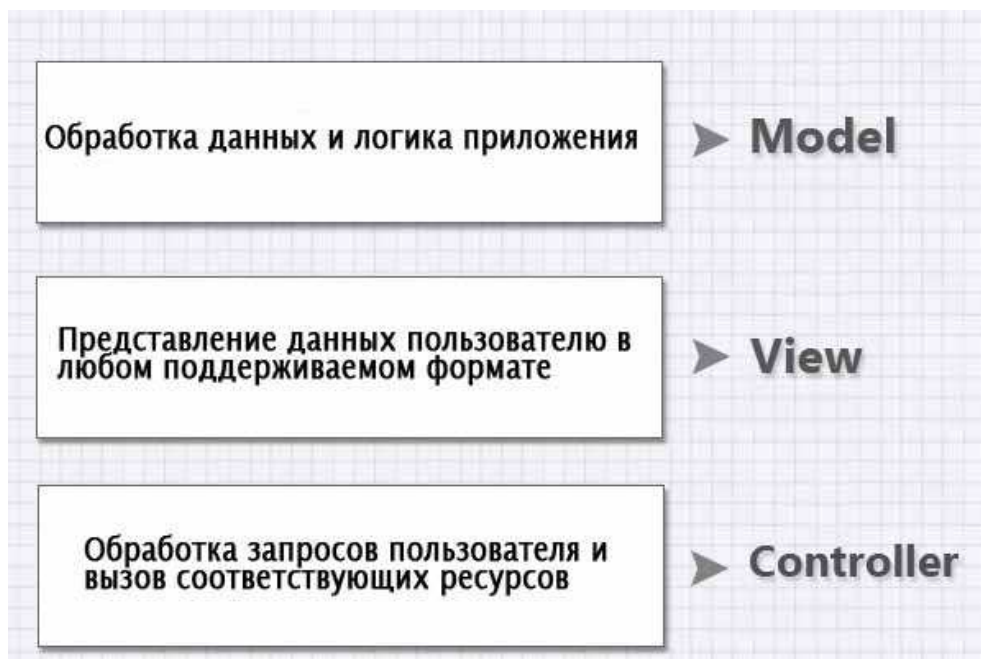 Обработка данных и логика приложения
Model
Представление данных пользователю в
любом поддерживаемом формате
View
Обработка запросов пользователя и
вызов соответствующих ресурсов
Controller